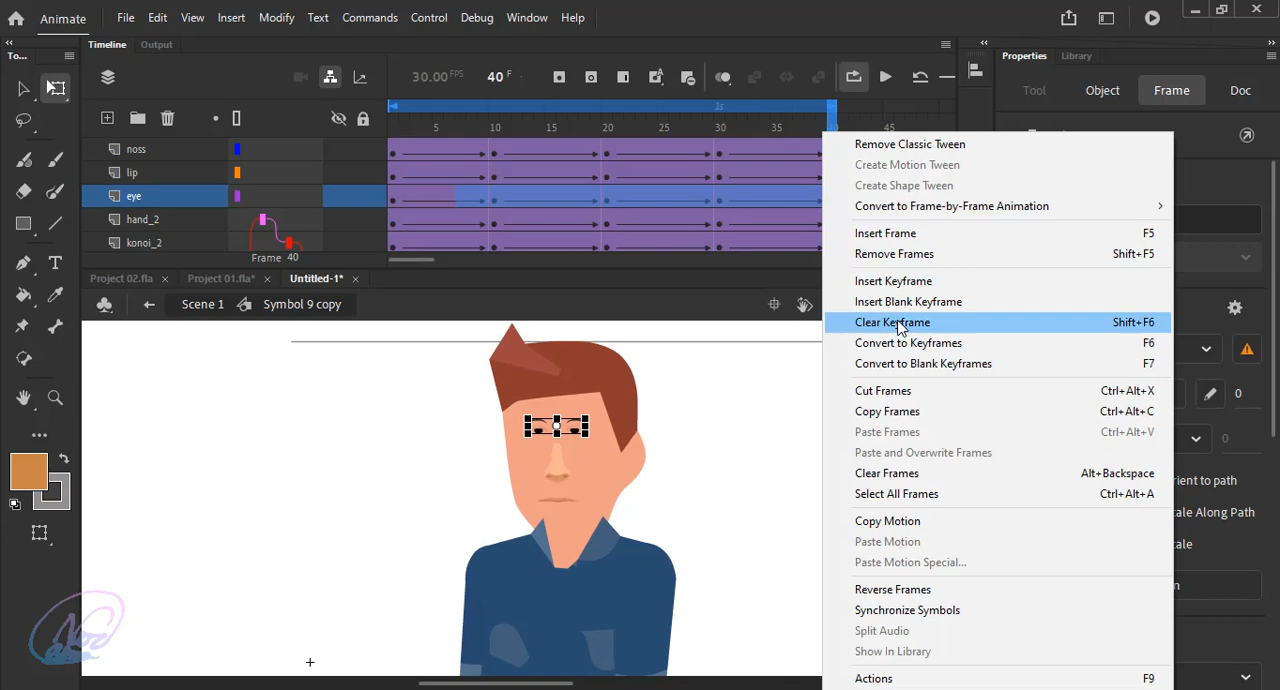 Animate
File Edit View Insert Modify Text Commands Control Debug Window Help
To...
Timeline Output
30.00 FPS 40 F
1s
5 10 15 20 25 30 35 45
noss
lip
eye
hand_2
konoi_2
Frame 40
Project 02.fla Project 01.fla* Untitled-1*
Scene 1 Symbol 9 copy
Properties Library
Tool Object Frame Doc
Remove Classic Tween
Create Motion Tween
Create Shape Tween
Convert to Frame-by-Frame Animation
Insert Frame F5
Remove Frames Shift+F5
Insert Keyframe
Insert Blank Keyframe
Clear Keyframe Shift+F6
Convert to Keyframes F6
Convert to Blank Keyframes F7
Cut Frames Ctrl+Alt+X
Copy Frames Ctrl+Alt+C
Paste Frames Ctrl+Alt+V
Paste and Overwrite Frames
Clear Frames Alt+Backspace
Select All Frames Ctrl+Alt+A
Copy Motion
Paste Motion
Paste Motion Special...
Reverse Frames
Synchronize Symbols
Split Audio
Show In Library
Actions F9
0
0
rient to path
cale Along Path
cale
n